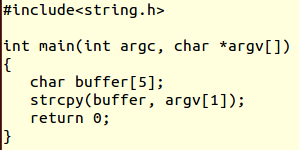 #include<string.h>

int main(int argc, char *argv[])
{
   char buffer[5];
   strcpy(buffer, argv[1]);
   return 0;
}